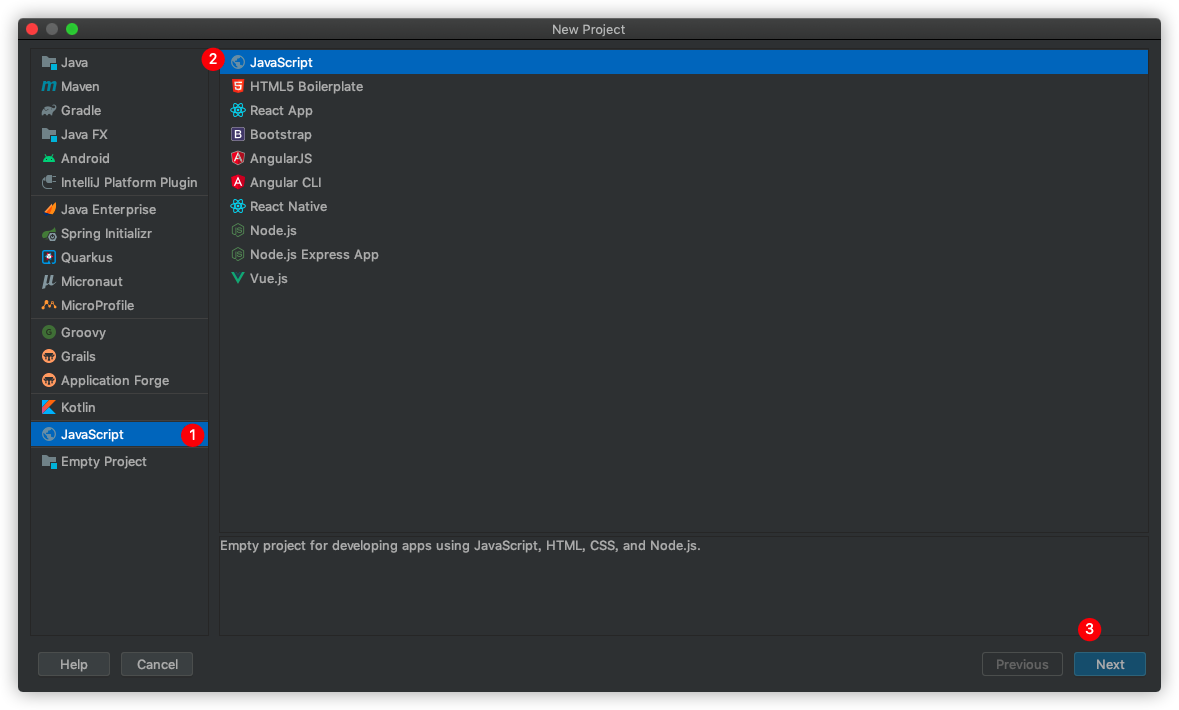 New Project
Java
Maven
Gradle
Java FX
Android
IntelliJ Platform Plugin
Java Enterprise
Spring Initializr
Quarkus
Micronaut
MicroProfile
Groovy
Grails
Application Forge
Kotlin
JavaScript 1
Empty Project
2 JavaScript
HTML5 Boilerplate
React App
Bootstrap
AngularJS
Angular CLI
React Native
Node.js
Node.js Express App
Vue.js
Empty project for developing apps using JavaScript, HTML, CSS, and Node.js.
3
Help Cancel Previous Next